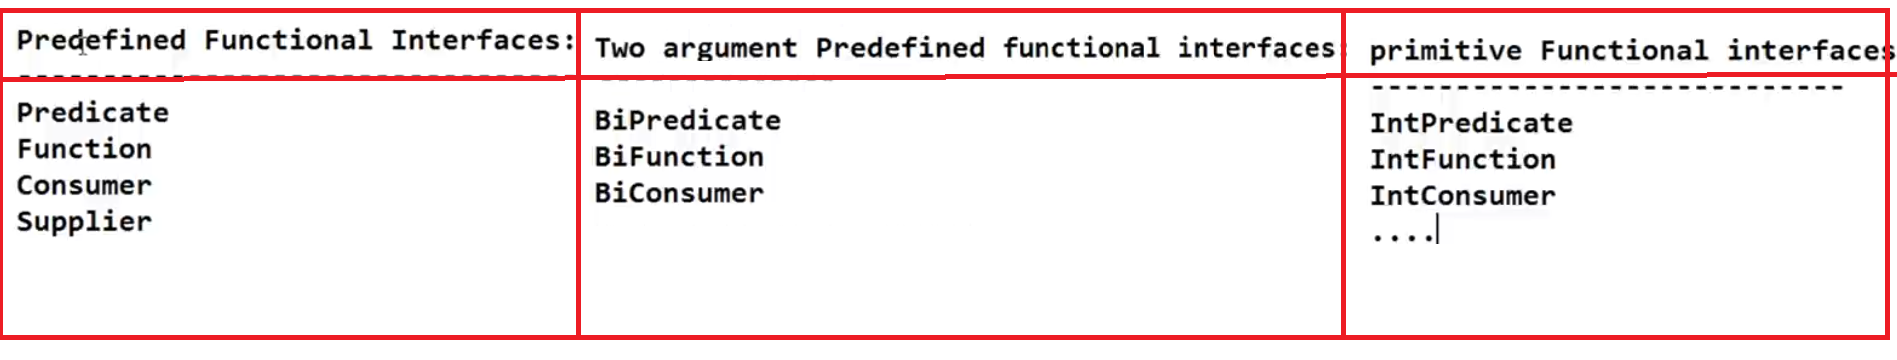 Predefined Functional Interfaces:
-----------------------------------
Predicate
Function
Consumer
Supplier
Two argument Predefined functional interfaces:
--------------
BiPredicate
BiFunction
BiConsumer
primitive Functional interfaces
----------------------------
IntPredicate
IntFunction
IntConsumer
....